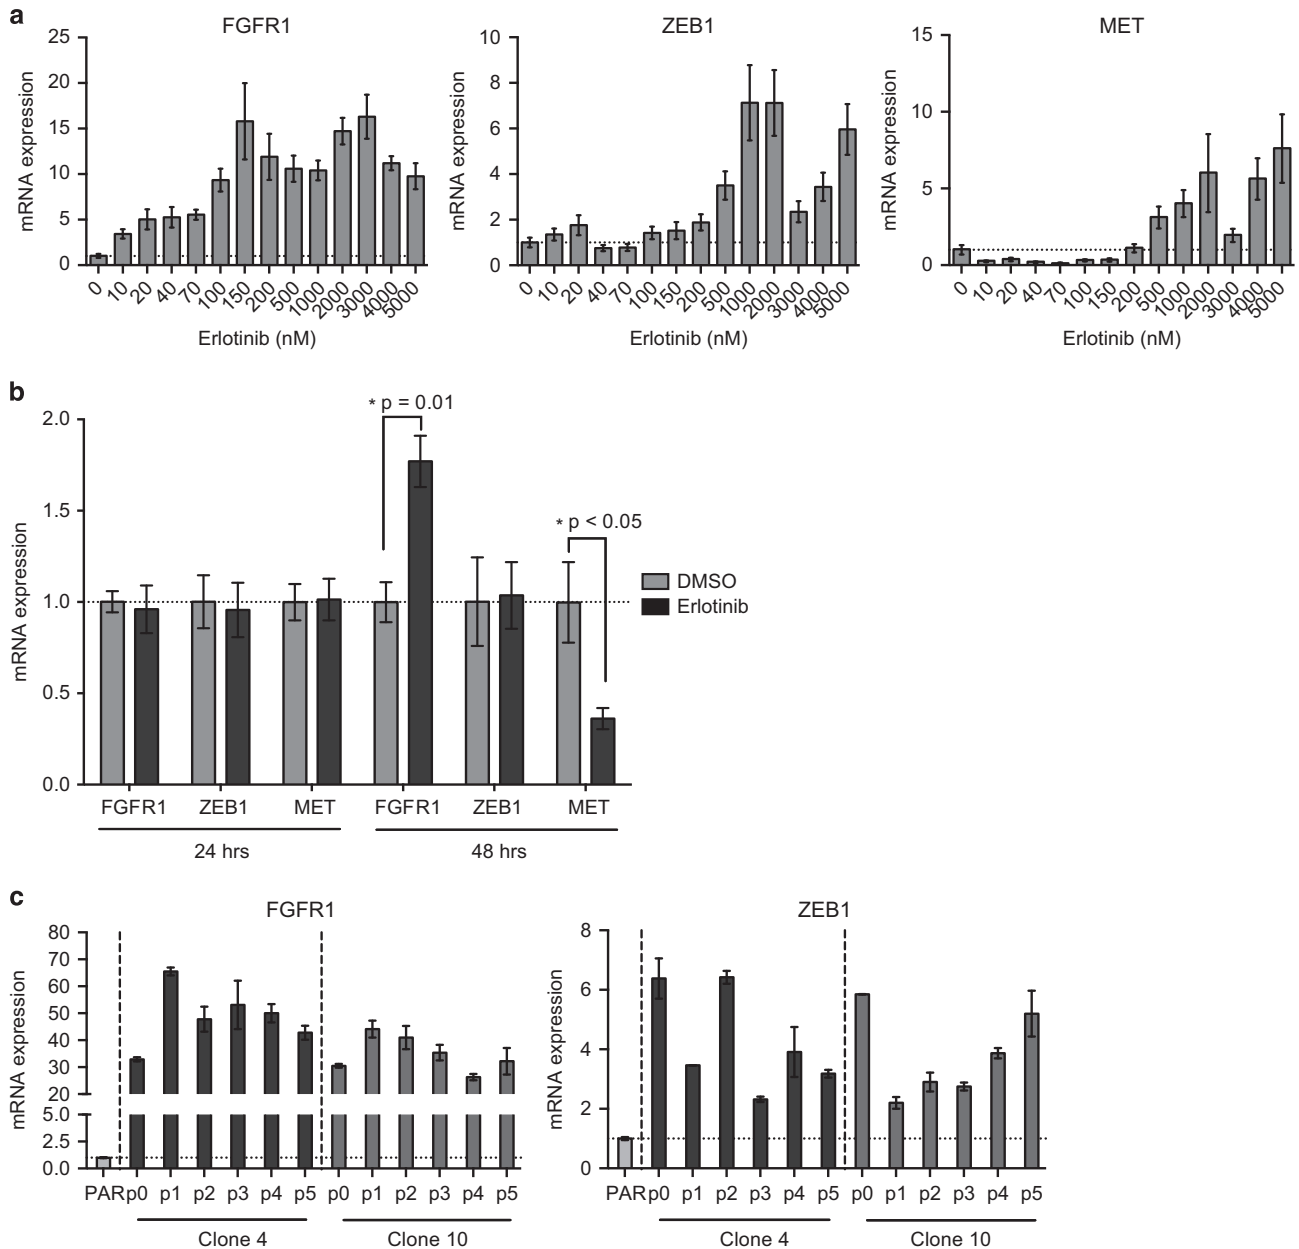 a
FGFR1
ZEB1
MET
mRNA expression
25
20
15
10
5
0
0 10 20 40 70 100 150 200 500 1000 2000 3000 4000 5000
Erlotinib (nM)
mRNA expression
10
8
6
4
2
0
0 10 20 40 70 100 150 200 500 1000 2000 3000 4000 5000
Erlotinib (nM)
mRNA expression
15
10
5
0
0 10 20 40 70 100 150 200 500 1000 2000 3000 4000 5000
Erlotinib (nM)
b
mRNA expression
2.0
1.5
1.0
0.5
0.0
* p = 0.01
* p < 0.05
DMSO
Erlotinib
FGFR1 ZEB1 MET FGFR1 ZEB1 MET
24 hrs 48 hrs
c
FGFR1
mRNA expression
80
70
60
50
40
30
20
5.0
2.5
0.0
PAR p0 p1 p2 p3 p4 p5 p0 p1 p2 p3 p4 p5
Clone 4 Clone 10
ZEB1
mRNA expression
8
6
4
2
0
PAR p0 p1 p2 p3 p4 p5 p0 p1 p2 p3 p4 p5
Clone 4 Clone 10